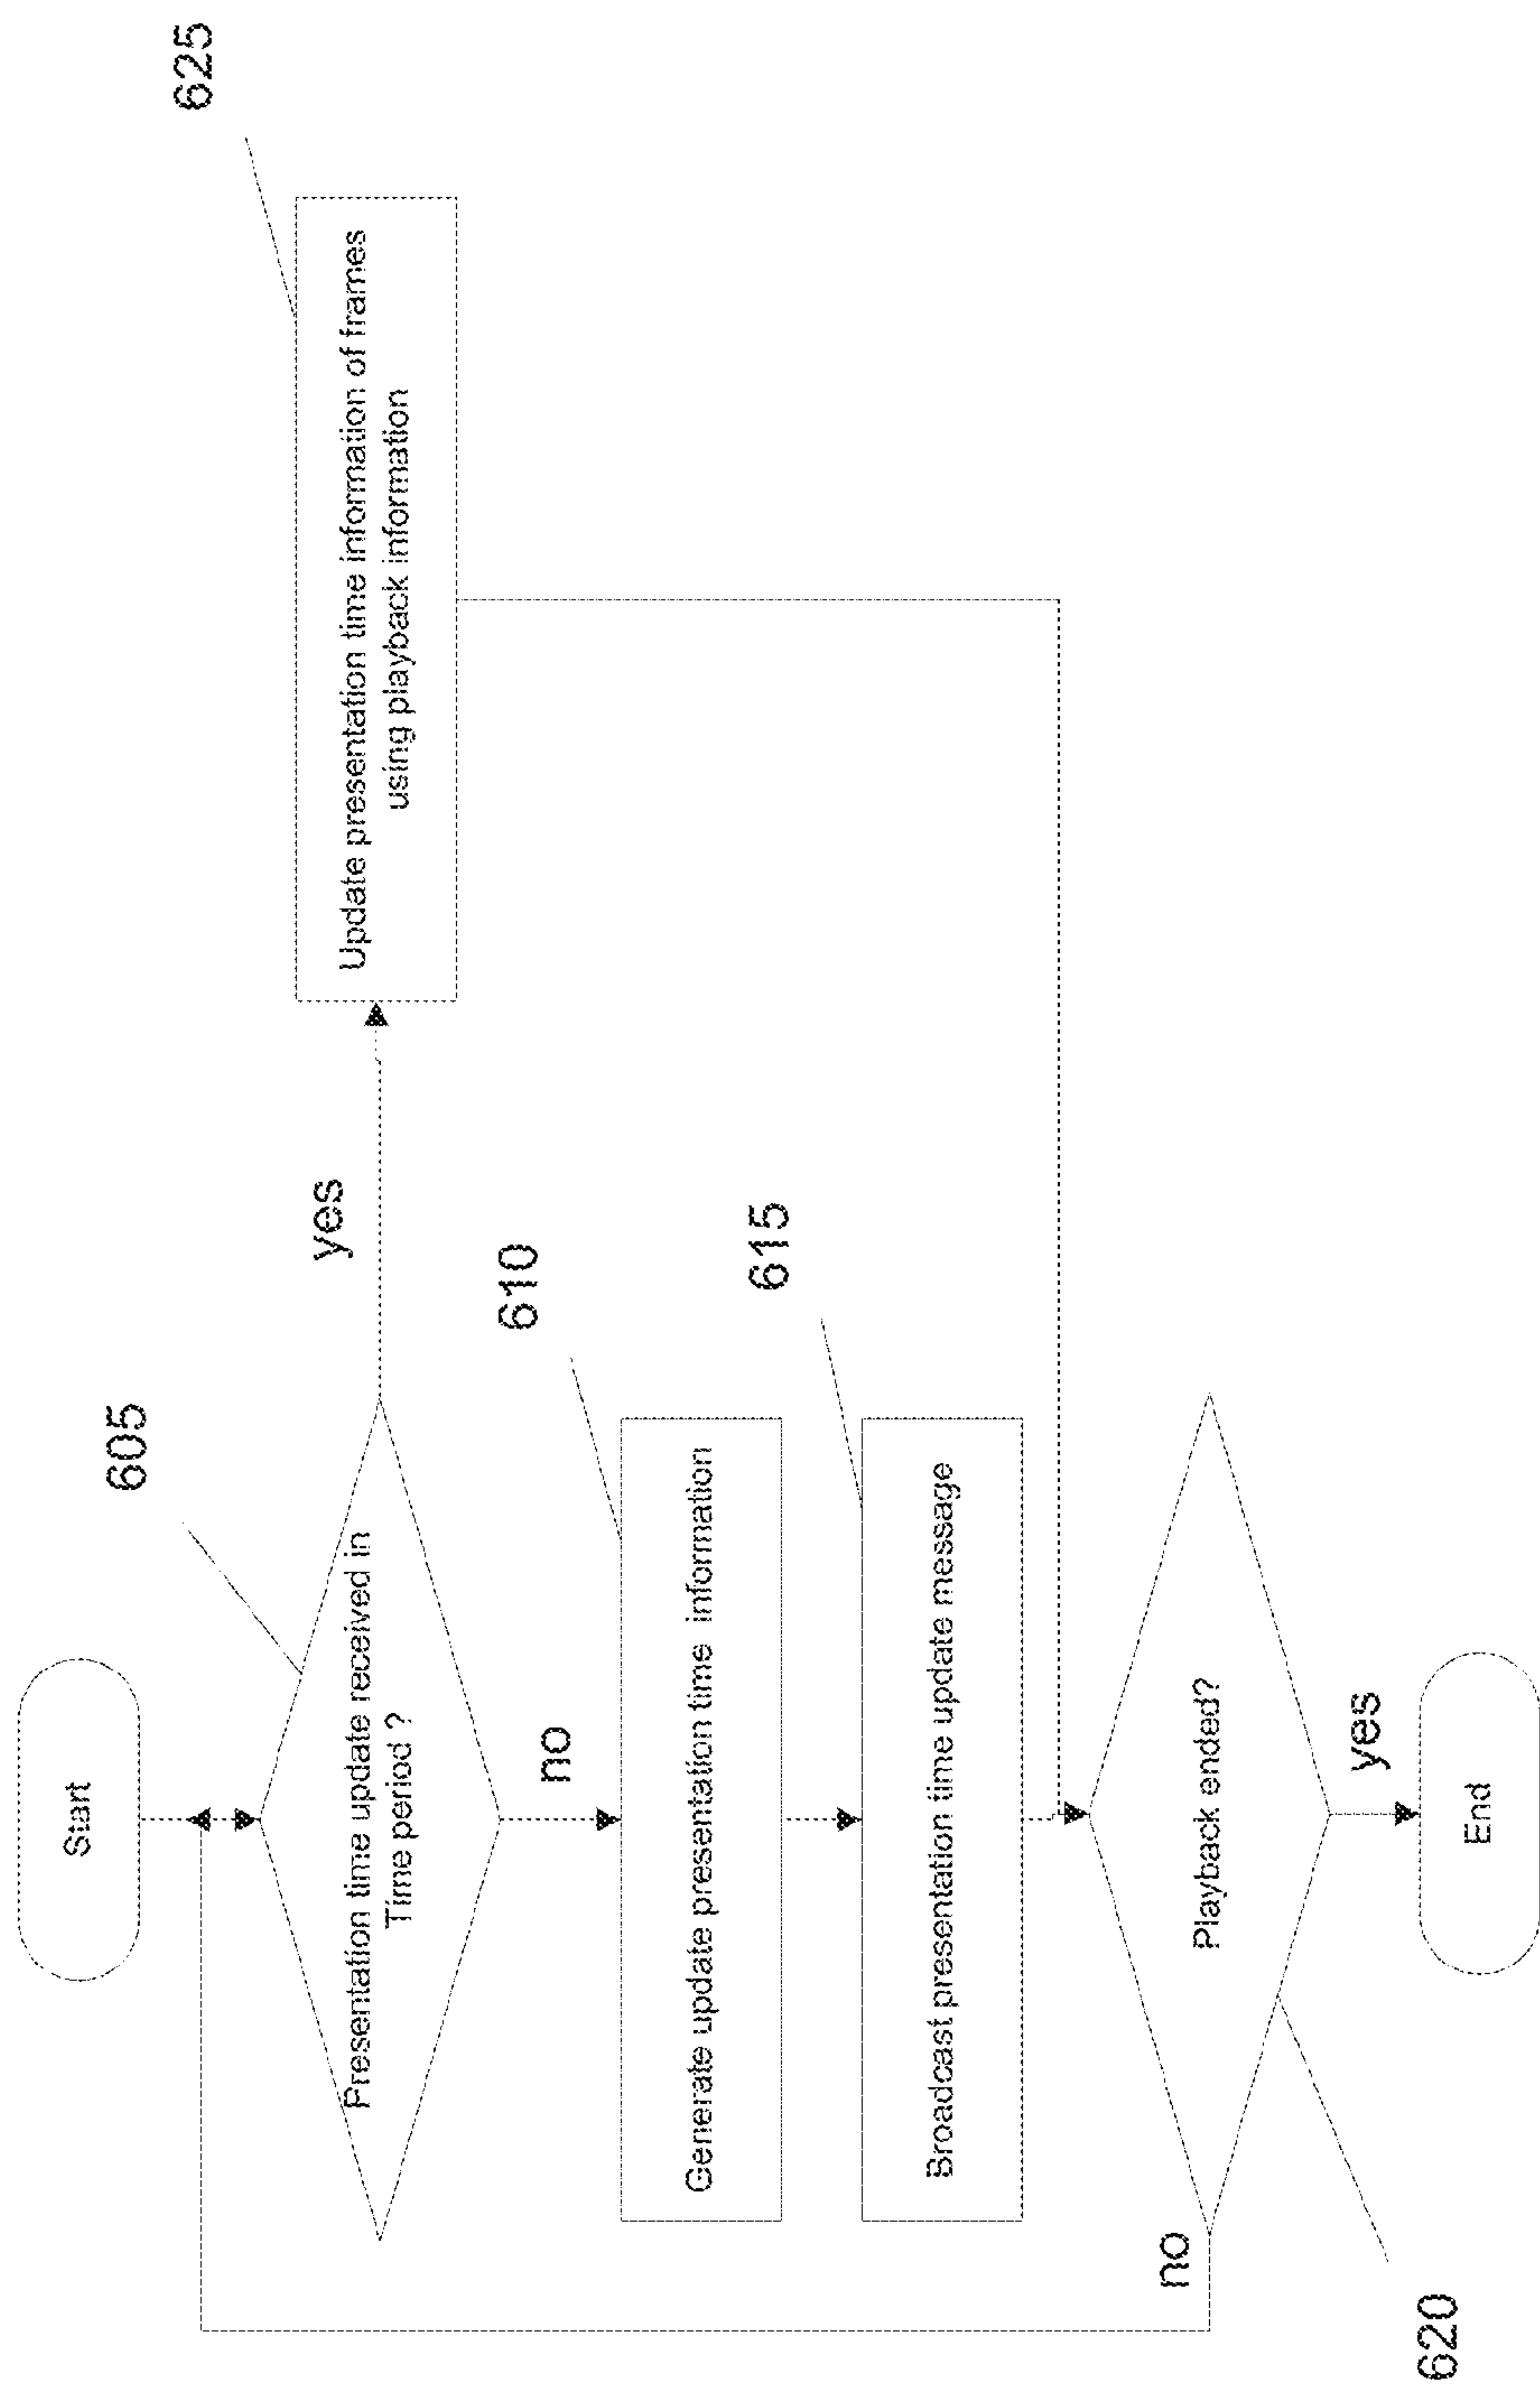 Start
605
Presentation time update received in
Time period ?
yes
625
Update presentation time information of frames
using playback information
no
610
Generate update presentation time information
615
Broadcast presentation time update message
Playback ended?
no
620
yes
End